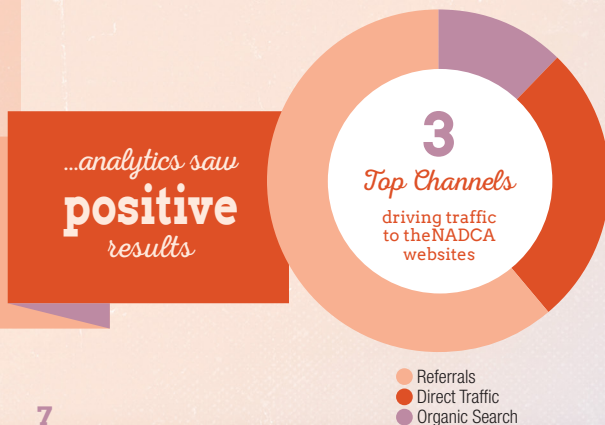 ...analytics saw
positive
results
3
Top Channels
driving traffic
to theNADCA
websites
Referrals
Direct Traffic
Organic Search
7